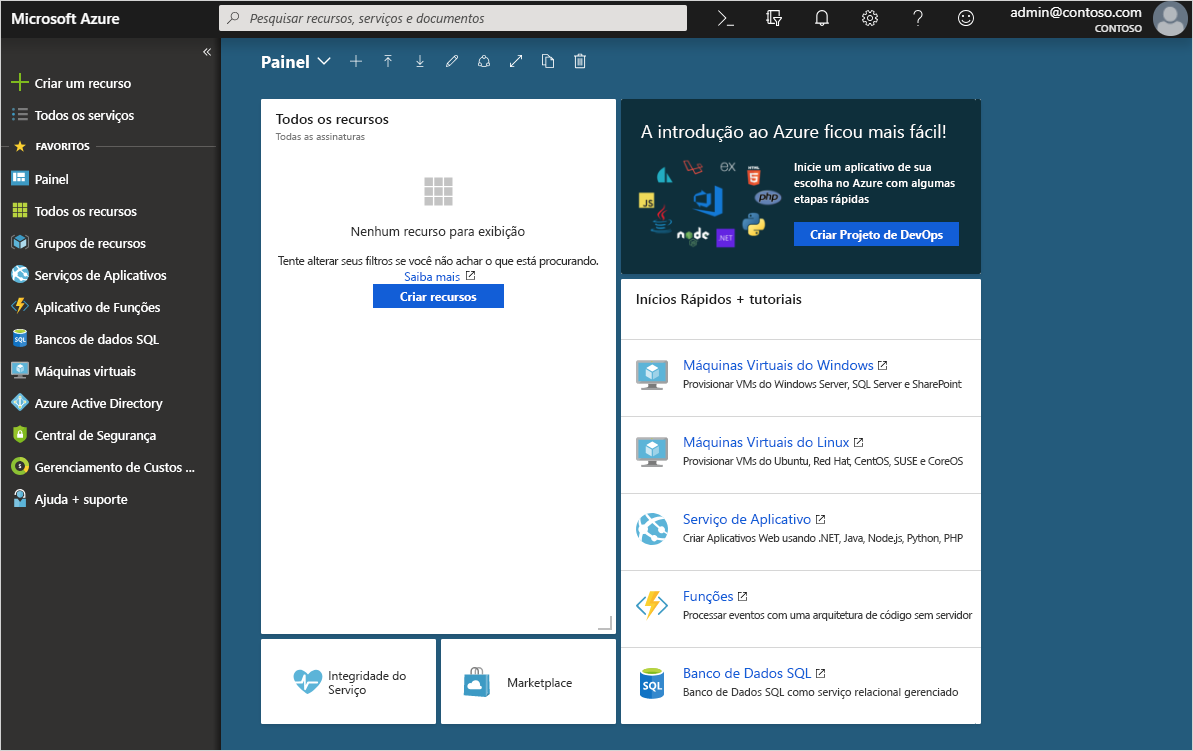 Microsoft Azure
Pesquisar recursos, serviços e documentos
admin@contoso.com
CONTOSO
Criar um recurso
Todos os serviços
FAVORITOS
Painel
Todos os recursos
Grupos de recursos
Serviços de Aplicativos
Aplicativo de Funções
Bancos de dados SQL
Máquinas virtuais
Azure Active Directory
Central de Segurança
Gerenciamento de Custos ...
Ajuda + suporte
Painel
Todos os recursos
Todas as assinaturas
Nenhum recurso para exibição
Tente alterar seus filtros se você não achar o que está procurando.
Saiba mais
Criar recursos
Integridade do
Serviço
Marketplace
A introdução ao Azure ficou mais fácil!
EX
HTML
5
JS
php
node
.NET
Inicie um aplicativo de sua
escolha no Azure com algumas
etapas rápidas
Criar Projeto de DevOps
Inícios Rápidos + tutoriais
Máquinas Virtuais do Windows
Provisionar VMs do Windows Server, SQL Server e SharePoint
Máquinas Virtuais do Linux
Provisionar VMs do Ubuntu, Red Hat, CentOS, SUSE e CoreOS
Serviço de Aplicativo
Criar Aplicativos Web usando .NET, Java, Node.js, Python, PHP
Funções
Processar eventos com uma arquitetura de código sem servidor
SQL
Banco de Dados SQL
Banco de Dados SQL como serviço relacional gerenciado